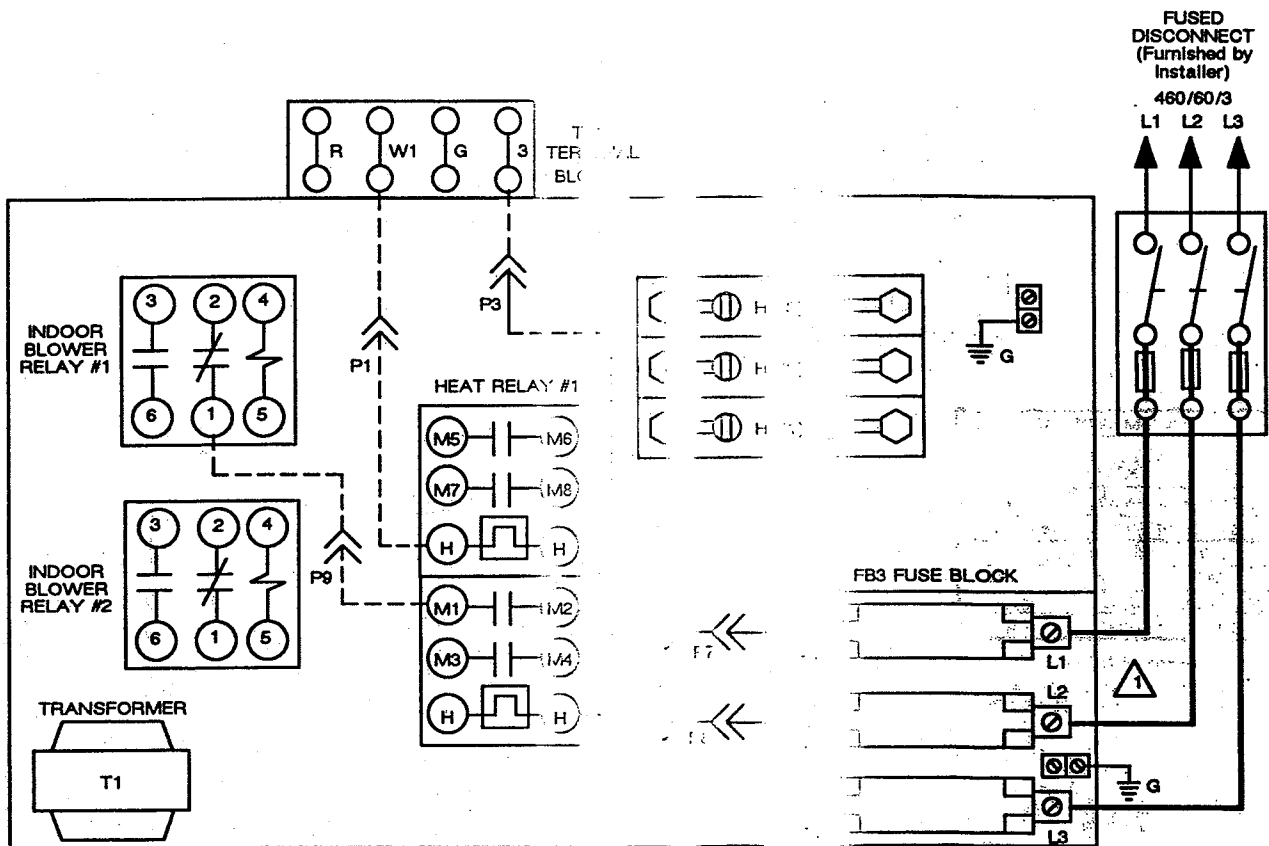 FUSED
DISCONNECT
(Furnished by
Installer)
460/60/3
L1 L2 L3
R W1 G 3
P3
P1
INDOOR
BLOWER
RELAY #1
3 2 4
6 1 5
G
HEAT RELAY #1
M5 M6
M7 M8
H H
INDOOR
BLOWER
RELAY #2
3 2 4
6 1 5
P9
M1 M2
M3 M4
H H
FB3 FUSE BLOCK
L1
L2
1
G
L3
TRANSFORMER
T1